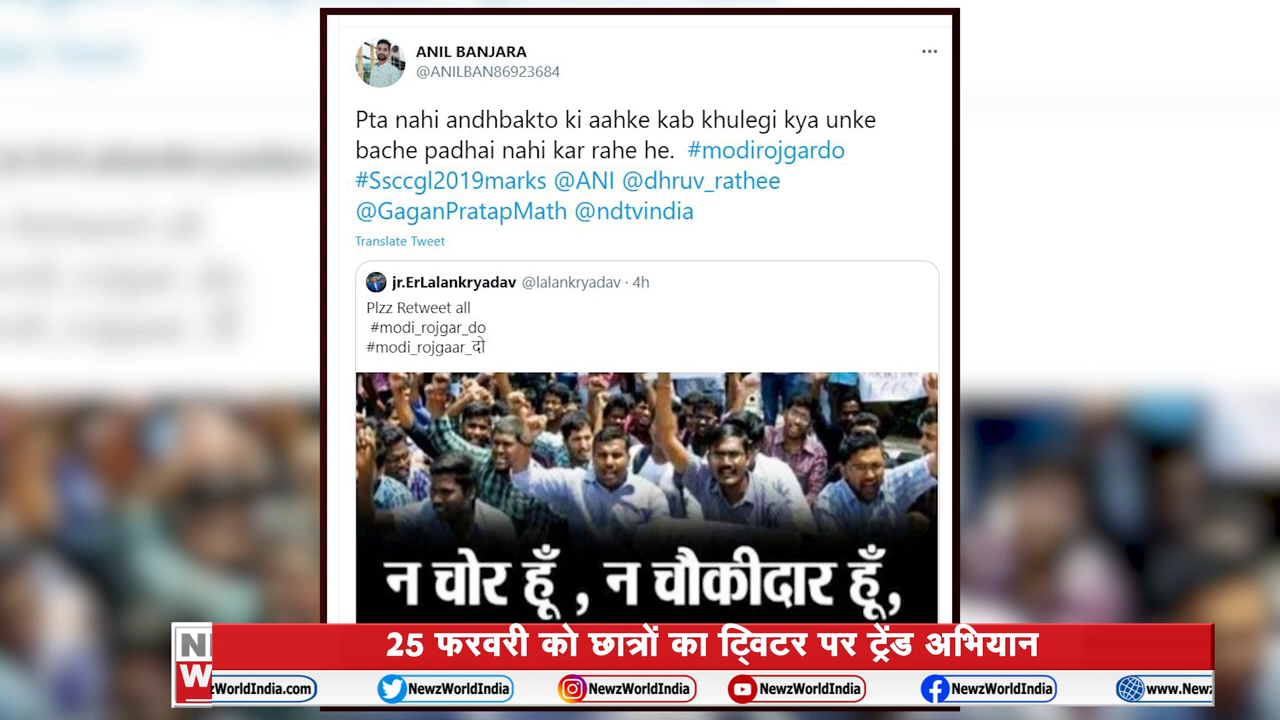 ANIL BANJARA
@ANILBAN86923684
Pta nahi andhbakto ki aahke kab khulegi kya unke
bache padhai nahi kar rahe he. #modirojgardo
#Ssccgl2019marks @ANI @dhruv_rathee
@GaganPratapMath @ndtvindia
Translate Tweet
jr.ErLalankryadav @lalankryadav · 4h
Plzz Retweet all
#modi_rojgar_do
#modi_rojgaar_दो
न चोर हूँ , न चौकीदार हूँ,
25 फरवरी को छात्रों का ट्विटर पर ट्रेंड अभियान
NewzWorldIndia NewzWorldIndia NewzWorldIndia NewzWorldIndia